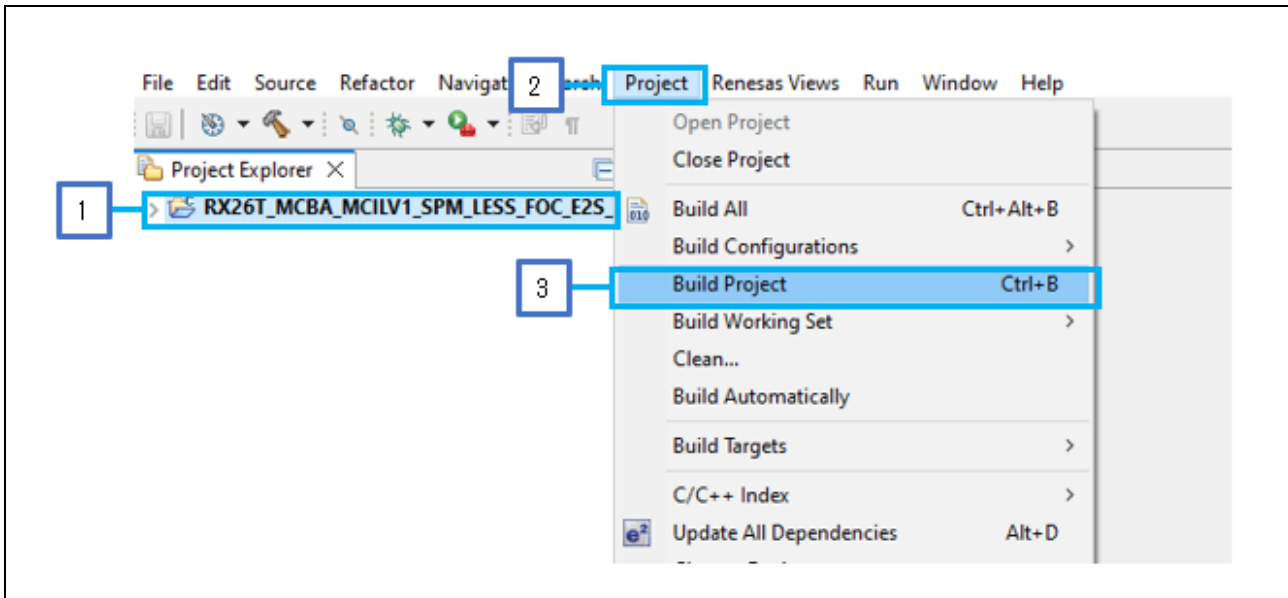 File Edit Source Refactor Navigat 2 Project Renesas Views Run Window Help
Open Project
Project Explorer
Close Project
1 RX26T_MCBA_MCILV1_SPM_LESS_FOC_E2S_
010 Build All Ctrl+Alt+B
Build Configurations >
3 Build Project Ctrl+B
Build Working Set >
Clean...
Build Automatically
Build Targets >
C/C++ Index >
e² Update All Dependencies Alt+D